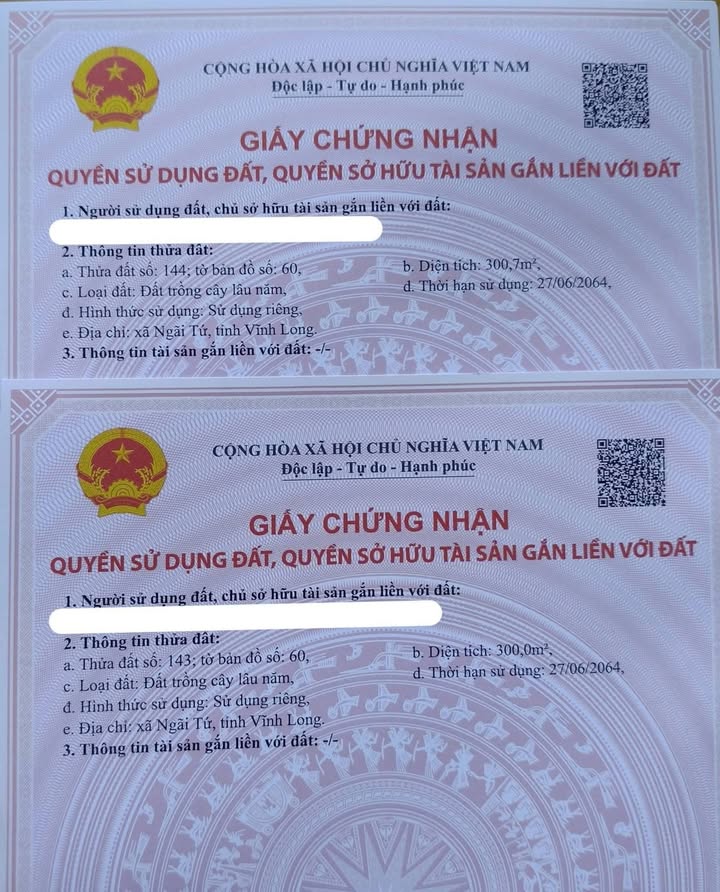 CỘNG HÒA XÃ HỘI CHỦ NGHĨA VIỆT NAM
Độc lập - Tự do - Hạnh phúc
GIẤY CHỨNG NHẬN
QUYỀN SỬ DỤNG ĐẤT, QUYỀN SỞ HỮU TÀI SẢN GẮN LIỀN VỚI ĐẤT
1. Người sử dụng đất, chủ sở hữu tài sản gắn liền với đất:
2. Thông tin thửa đất:
a. Thửa đất số: 144; tờ bản đồ số: 60, b. Diện tích: 300,7m²,
c. Loại đất: Đất trồng cây lâu năm, d. Thời hạn sử dụng: 27/06/2064,
đ. Hình thức sử dụng: Sử dụng riêng,
e. Địa chỉ: xã Ngãi Tứ, tỉnh Vĩnh Long.
3. Thông tin tài sản gắn liền với đất: -/-
CỘNG HÒA XÃ HỘI CHỦ NGHĨA VIỆT NAM
Độc lập - Tự do - Hạnh phúc
GIẤY CHỨNG NHẬN
QUYỀN SỬ DỤNG ĐẤT, QUYỀN SỞ HỮU TÀI SẢN GẮN LIỀN VỚI ĐẤT
1. Người sử dụng đất, chủ sở hữu tài sản gắn liền với đất:
2. Thông tin thửa đất:
a. Thửa đất số: 143; tờ bản đồ số: 60, b. Diện tích: 300,0m²,
c. Loại đất: Đất trồng cây lâu năm, d. Thời hạn sử dụng: 27/06/2064,
đ. Hình thức sử dụng: Sử dụng riêng,
e. Địa chỉ: xã Ngãi Tứ, tỉnh Vĩnh Long.
3. Thông tin tài sản gắn liền với đất: -/-